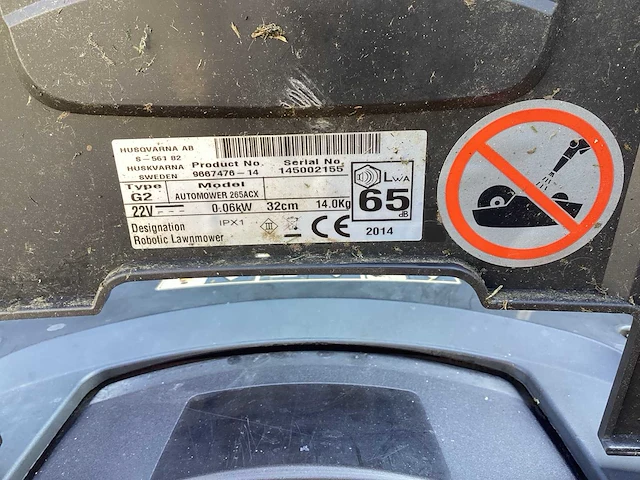 HUSQVARNA AB
S-561 82
HUSKVARNA
SWEDEN
Product No. Serial No.
9667476-14 145002155
Type Model
G2 AUTOMOWER 265ACX
22V 0.06kW 32cm 14.0Kg
Designation
Robotic Lawnmower
IPX1
III
CE
2014
LWA
65
dB